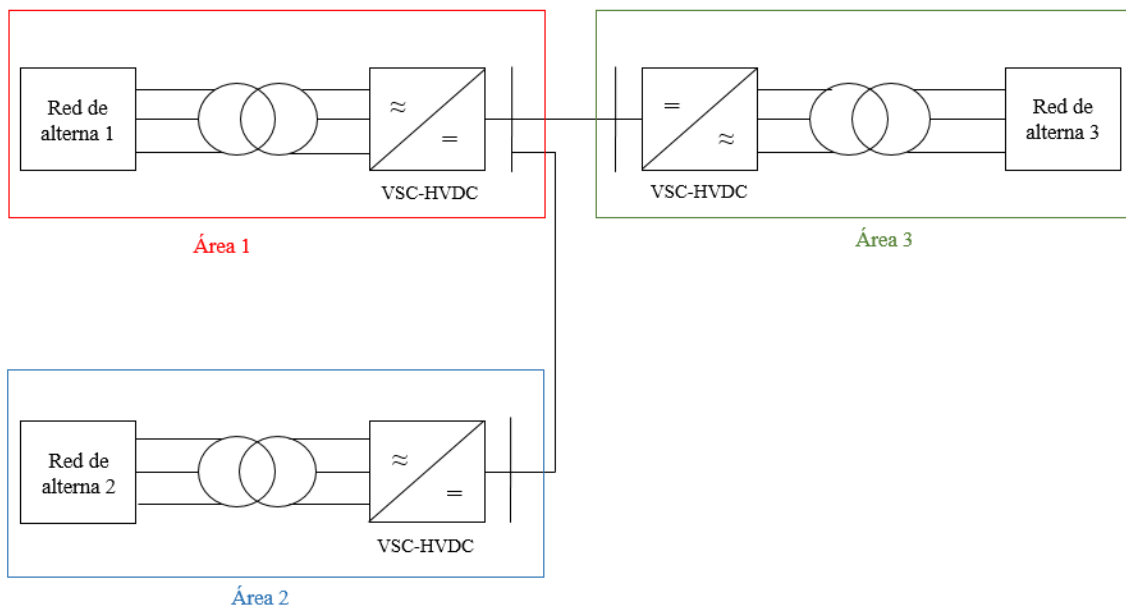 Red de
alterna 1
≈
=
VSC-HVDC
Área 1
=
≈
VSC-HVDC
Red de
alterna 3
Área 3
Red de
alterna 2
≈
=
VSC-HVDC
Área 2